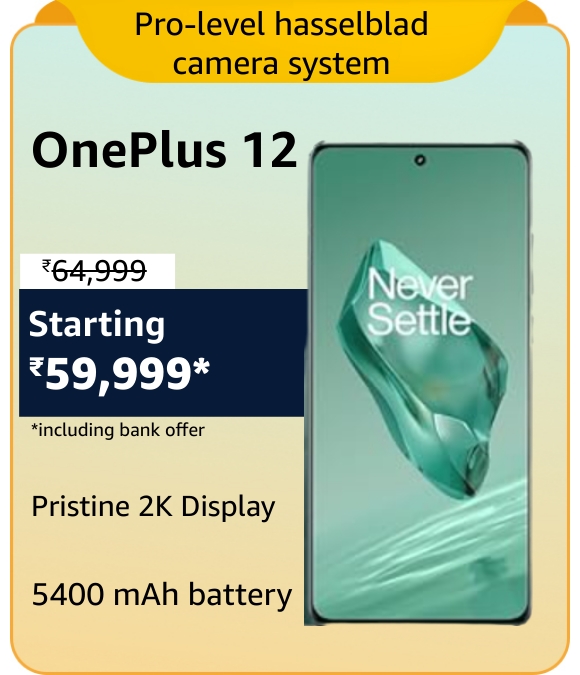 Pro-level hasselblad
camera system
OnePlus 12
₹64,999
Starting
₹59,999*
*including bank offer
Never
Settle
Pristine 2K Display
5400 mAh battery